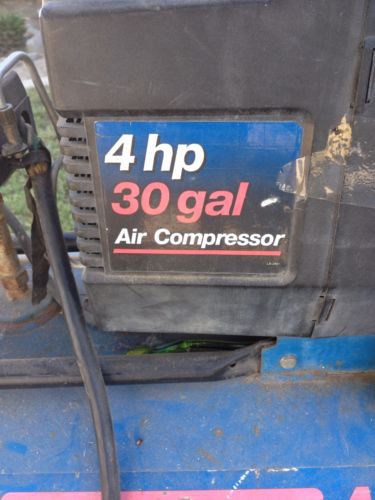 4 hp
30 gal
Air Compressor